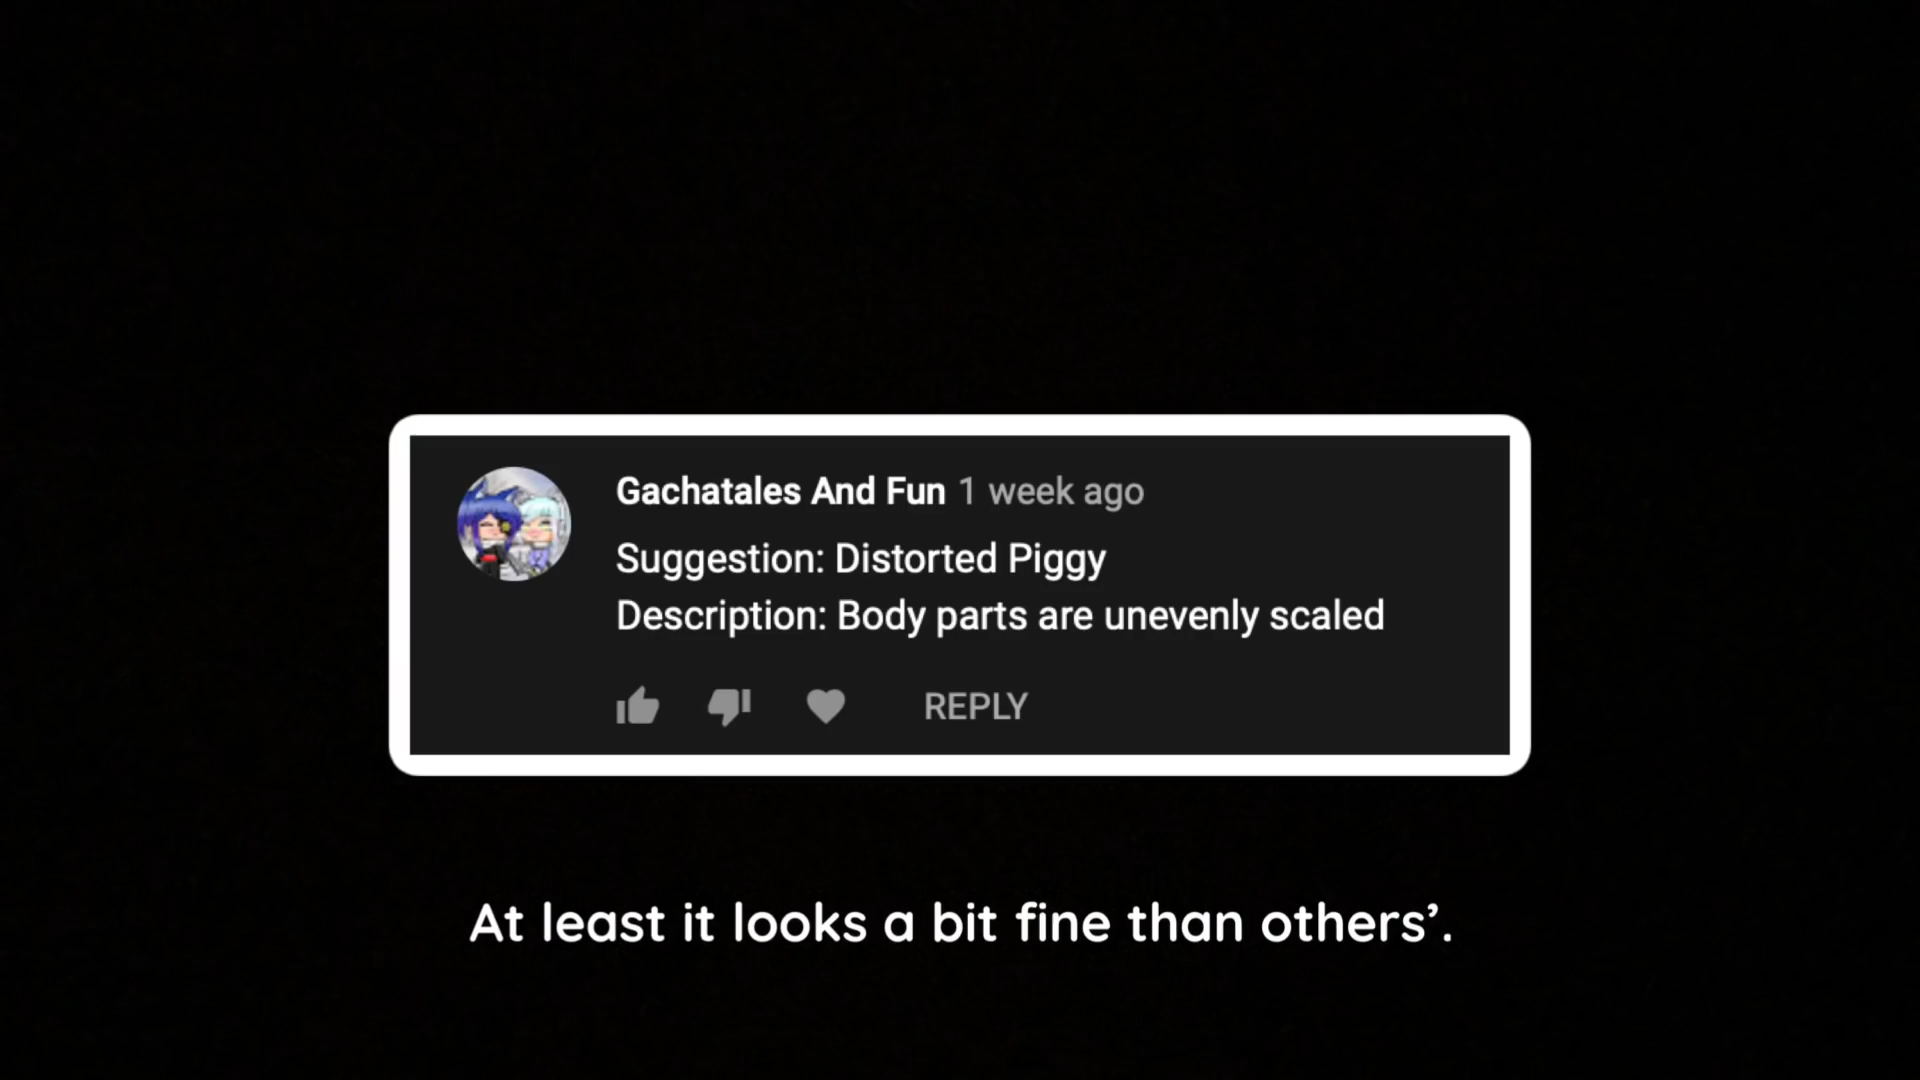 Gachatales And Fun 1 week ago
Suggestion: Distorted Piggy
Description: Body parts are unevenly scaled
REPLY
At least it looks a bit fine than others’.